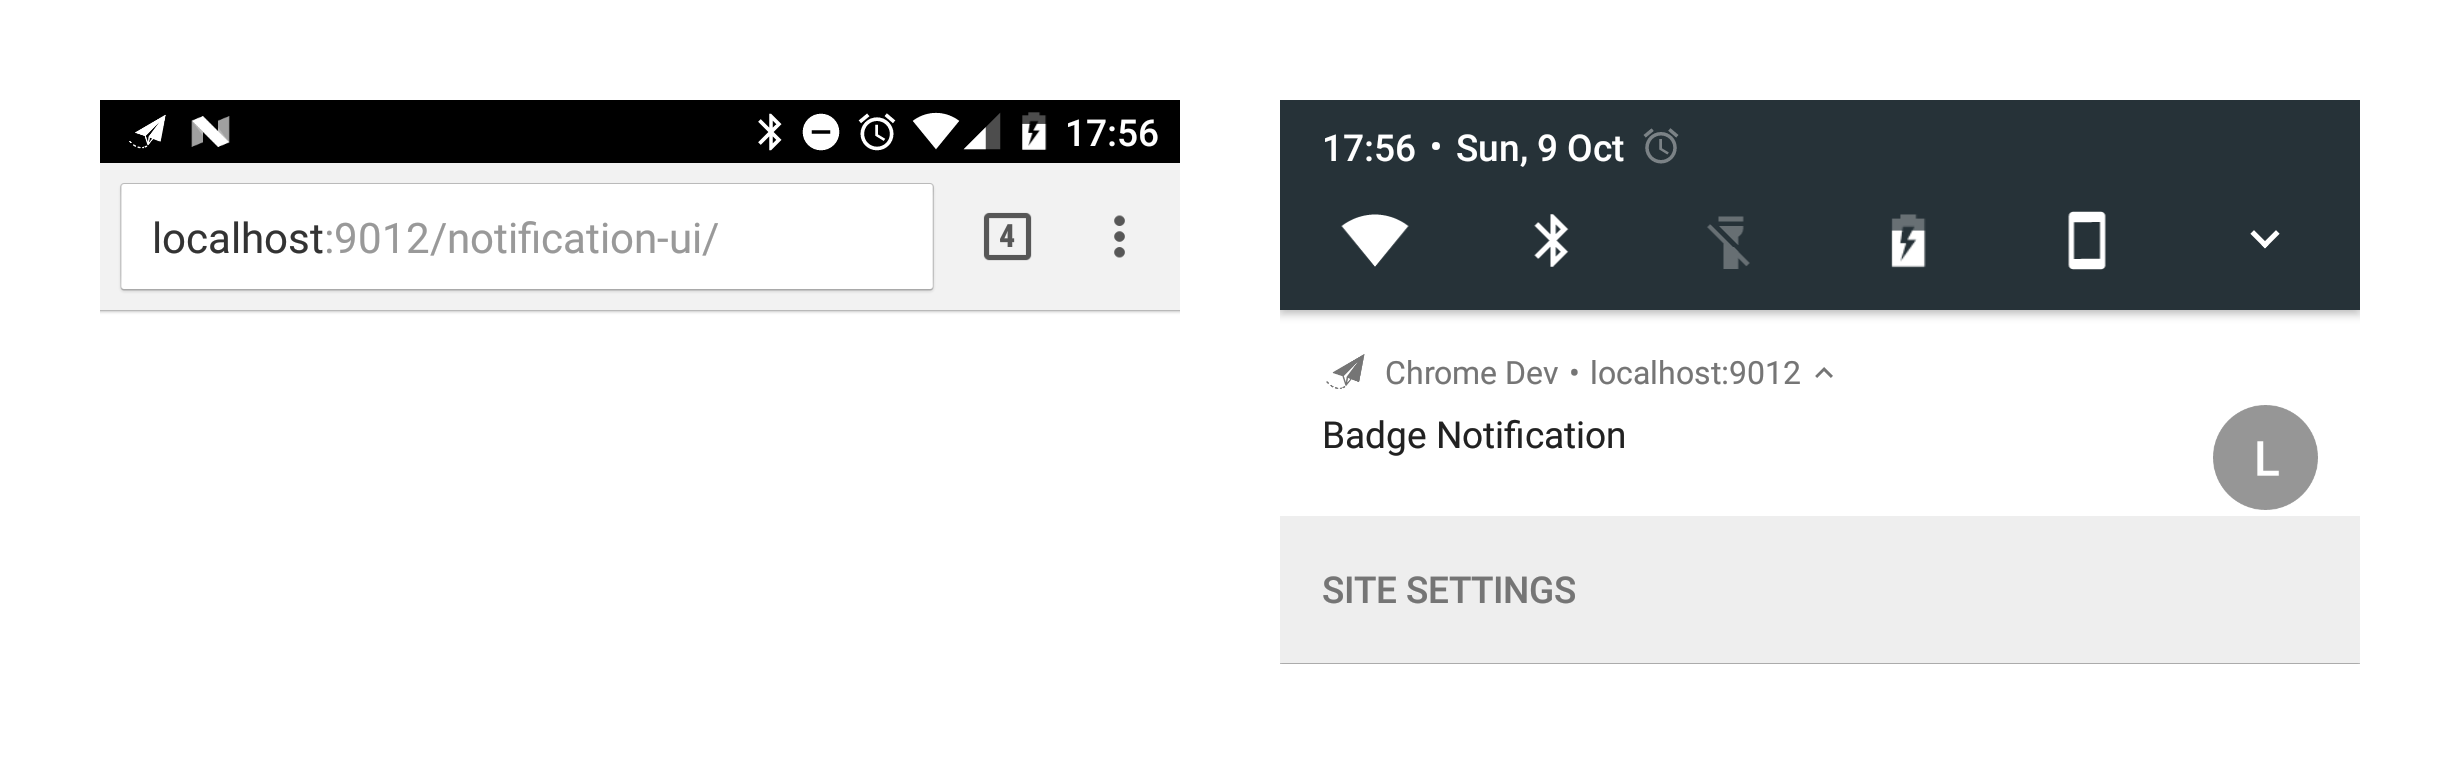 17:56
localhost:9012/notification-ui/
4
17:56 • Sun, 9 Oct
Chrome Dev • localhost:9012
Badge Notification
L
SITE SETTINGS